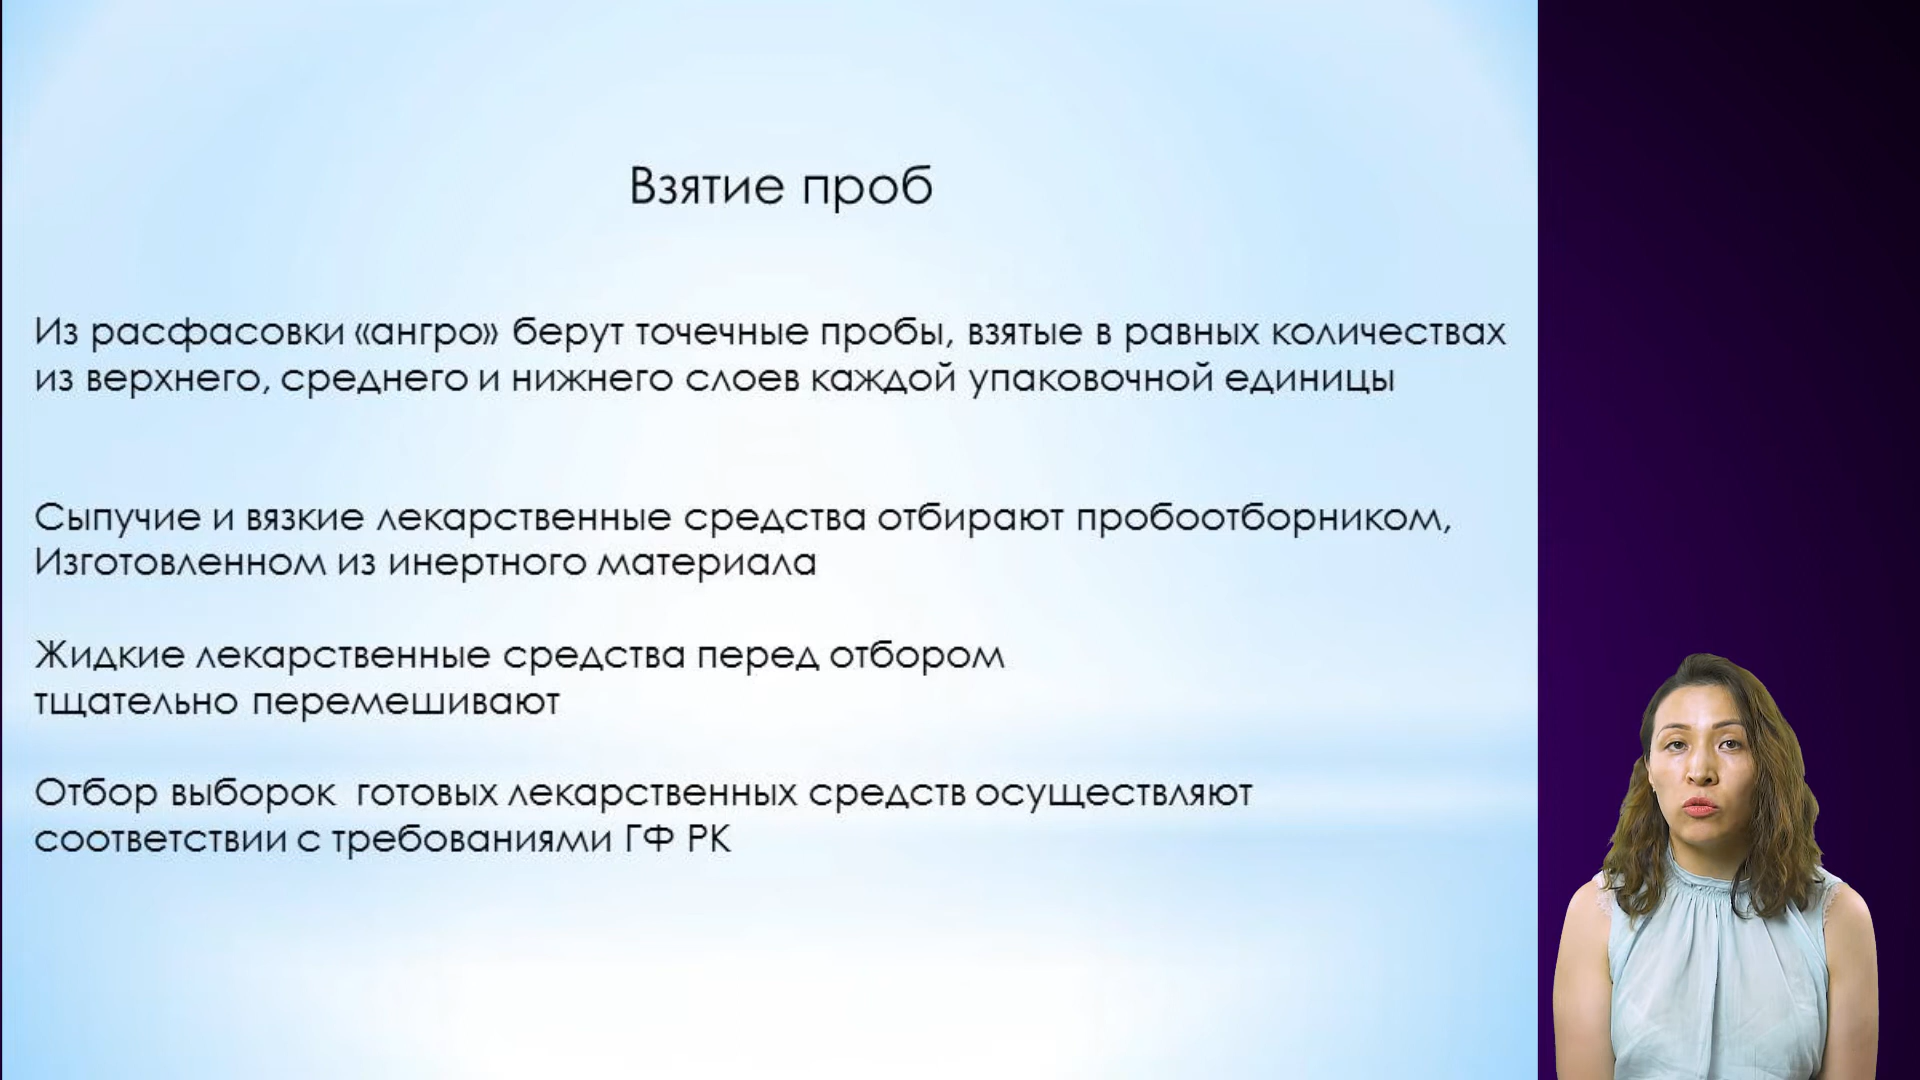 Взятие проб
Из расфасовки «ангро» берут точечные пробы, взятые в равных количествах
из верхнего, среднего и нижнего слоев каждой упаковочной единицы
Сыпучие и вязкие лекарственные средства отбирают пробоотборником,
Изготовленном из инертного материала
Жидкие лекарственные средства перед отбором
тщательно перемешивают
Отбор выборок готовых лекарственных средств осуществляют
соответствии с требованиями ГФ РК